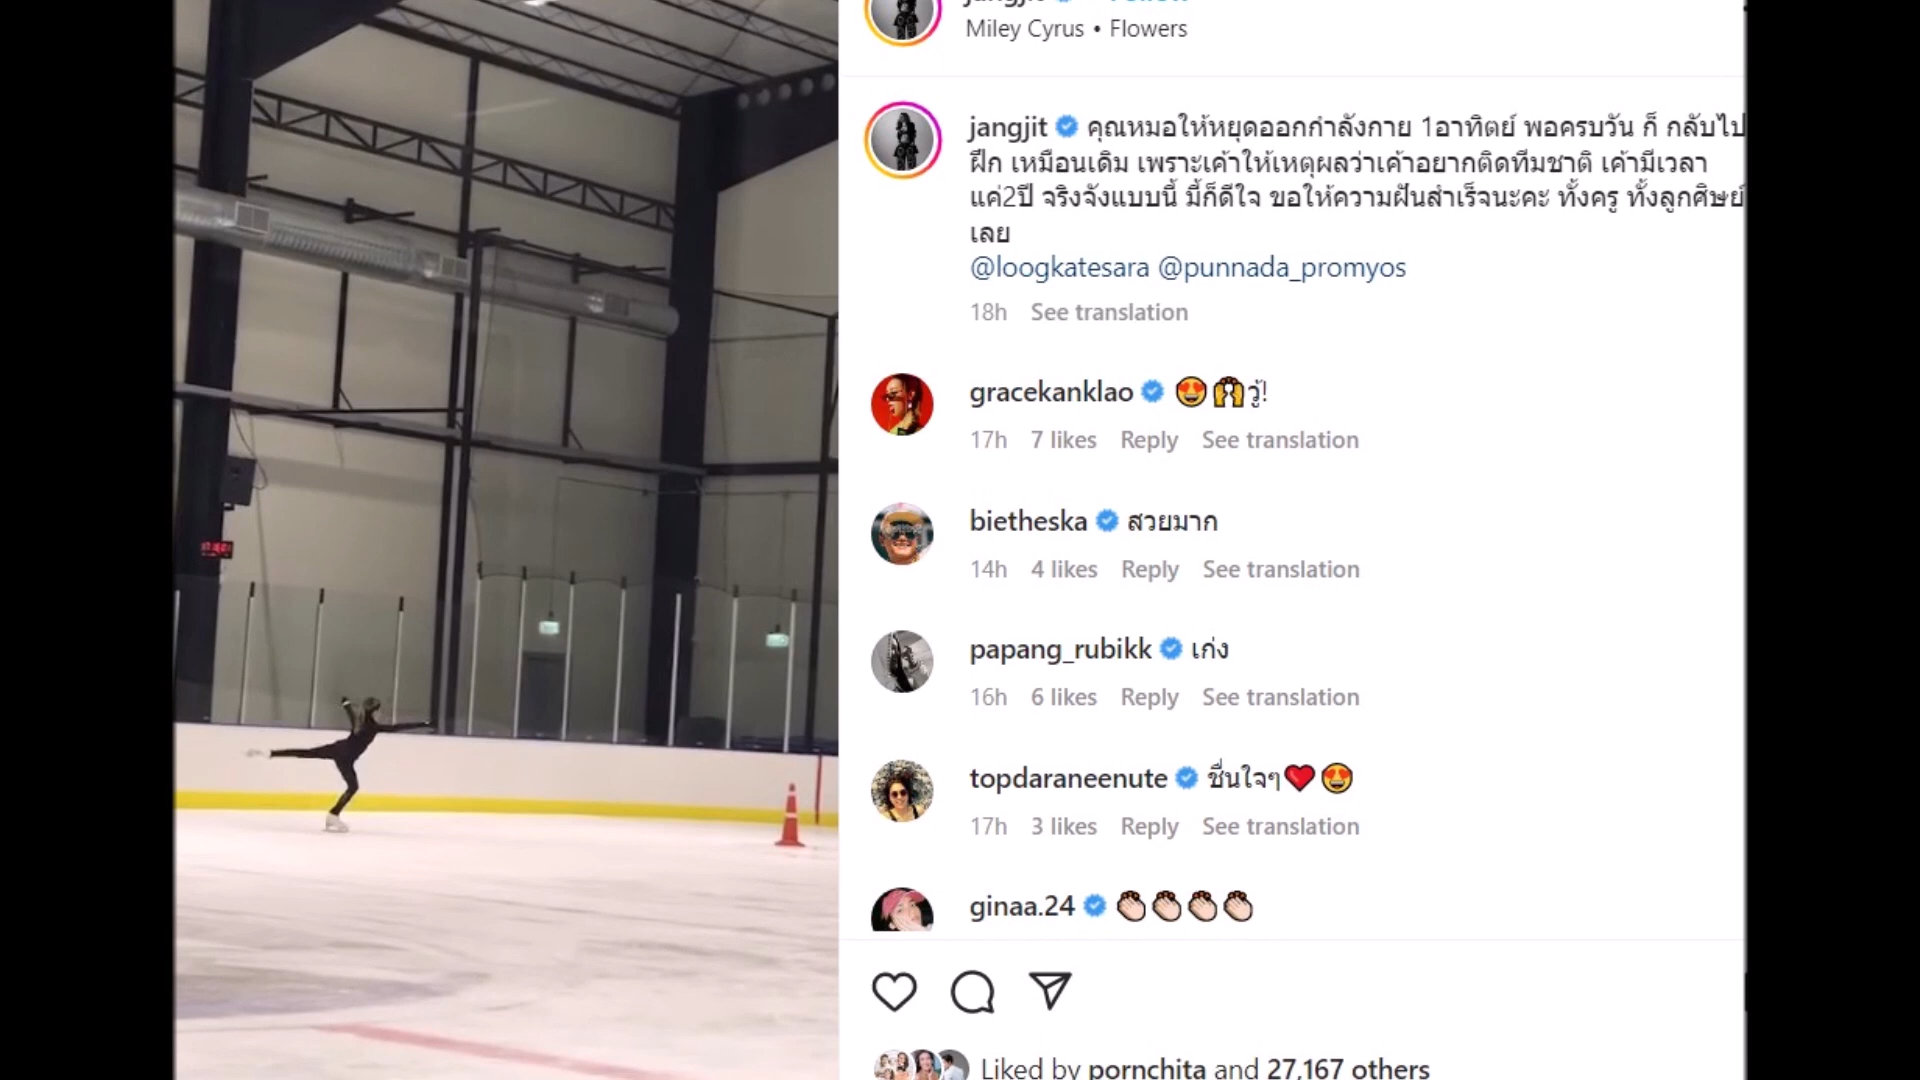 Miley Cyrus • Flowers
jangjit คุณหมอให้หยุดออกกำลังกาย 1อาทิตย์ พอครบวัน ก็ กลับไป
ฝึก เหมือนเดิม เพราะเค้าให้เหตุผลว่าเค้าอยากติดทีมชาติ เค้ามีเวลา
แค่2ปี จริงจังแบบนี้ มี้ก็ดีใจ ขอให้ความฝันสำเร็จนะคะ ทั้งครู ทั้งลูกศิษย์
เลย
@loogkatesara @punnada_promyos
18h See translation
gracekanklao 😍🙌วู้!
17h 7 likes Reply See translation
bietheska สวยมาก
14h 4 likes Reply See translation
papang_rubikk เก่ง
16h 6 likes Reply See translation
topdaraneenute ชื่นใจๆ❤️😍
17h 3 likes Reply See translation
ginaa.24 👏🏻👏🏻👏🏻👏🏻
Liked by pornchita and 27,167 others